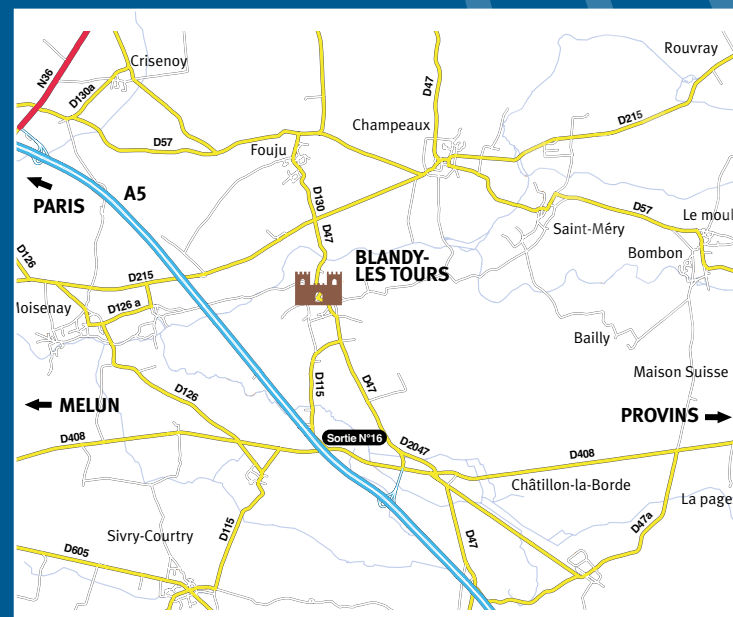 Rouvray
Crisenoy
N36
D130a
D47
D215
Champeaux
D57
Fouju
A5
PARIS
D130
D47
D57
Saint-Méry
Le moul
Bombon
D126
BLANDY-
LES TOURS
D215
D126 a
Moisenay
Bailly
Maison Suisse
D115
D47
D126
MELUN
PROVINS
D408
Sortie N°16
D2047
D408
Châtillon-la-Borde
La page
D47a
D115
Sivry-Courtry
D47
D605